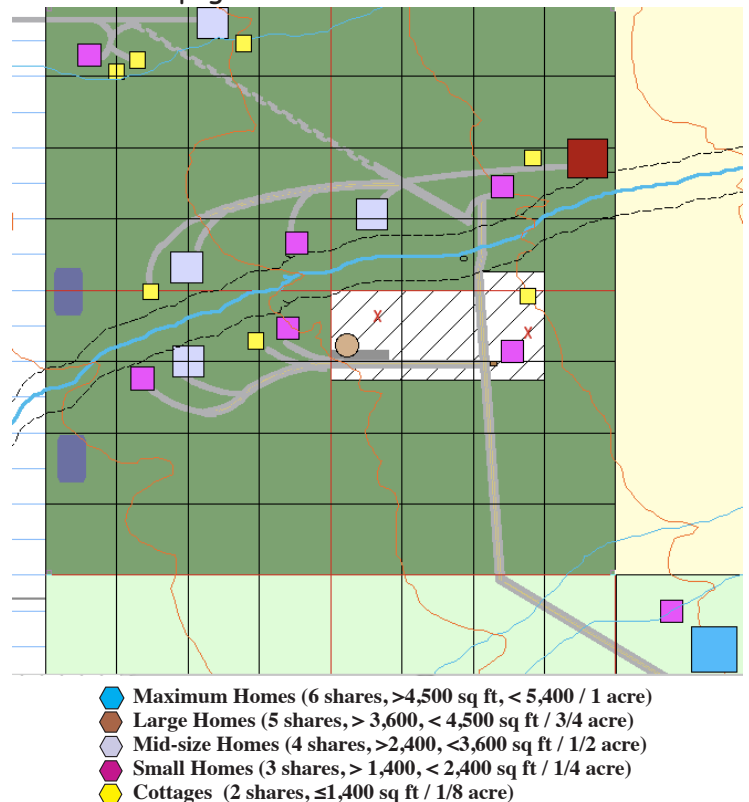 x
x
Maximum Homes (6 shares, >4,500 sq ft, < 5,400 / 1 acre)
Large Homes (5 shares, > 3,600, < 4,500 sq ft / 3/4 acre)
Mid-size Homes (4 shares, >2,400, <3,600 sq ft / 1/2 acre)
Small Homes (3 shares, > 1,400, < 2,400 sq ft / 1/4 acre)
Cottages (2 shares, ≤1,400 sq ft / 1/8 acre)